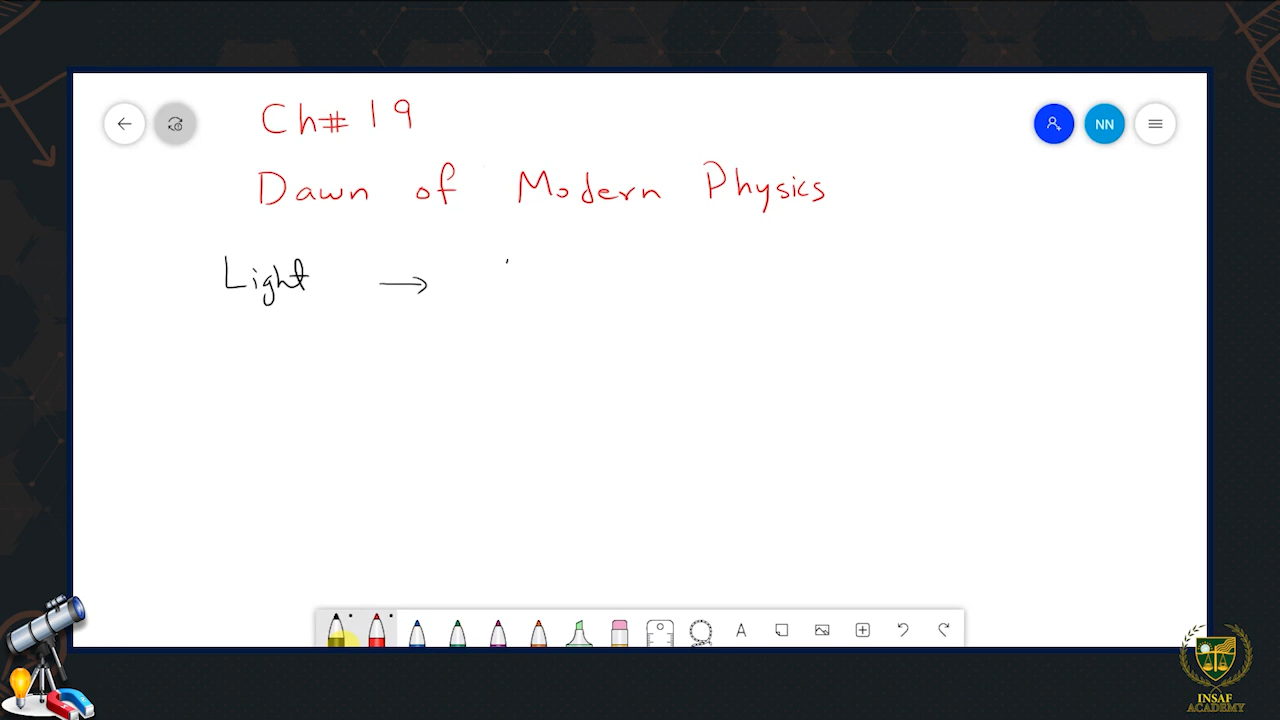 Ch# 19
NN
Dawn of Modern Physics
Light →
A
INSAF
ACADEMY